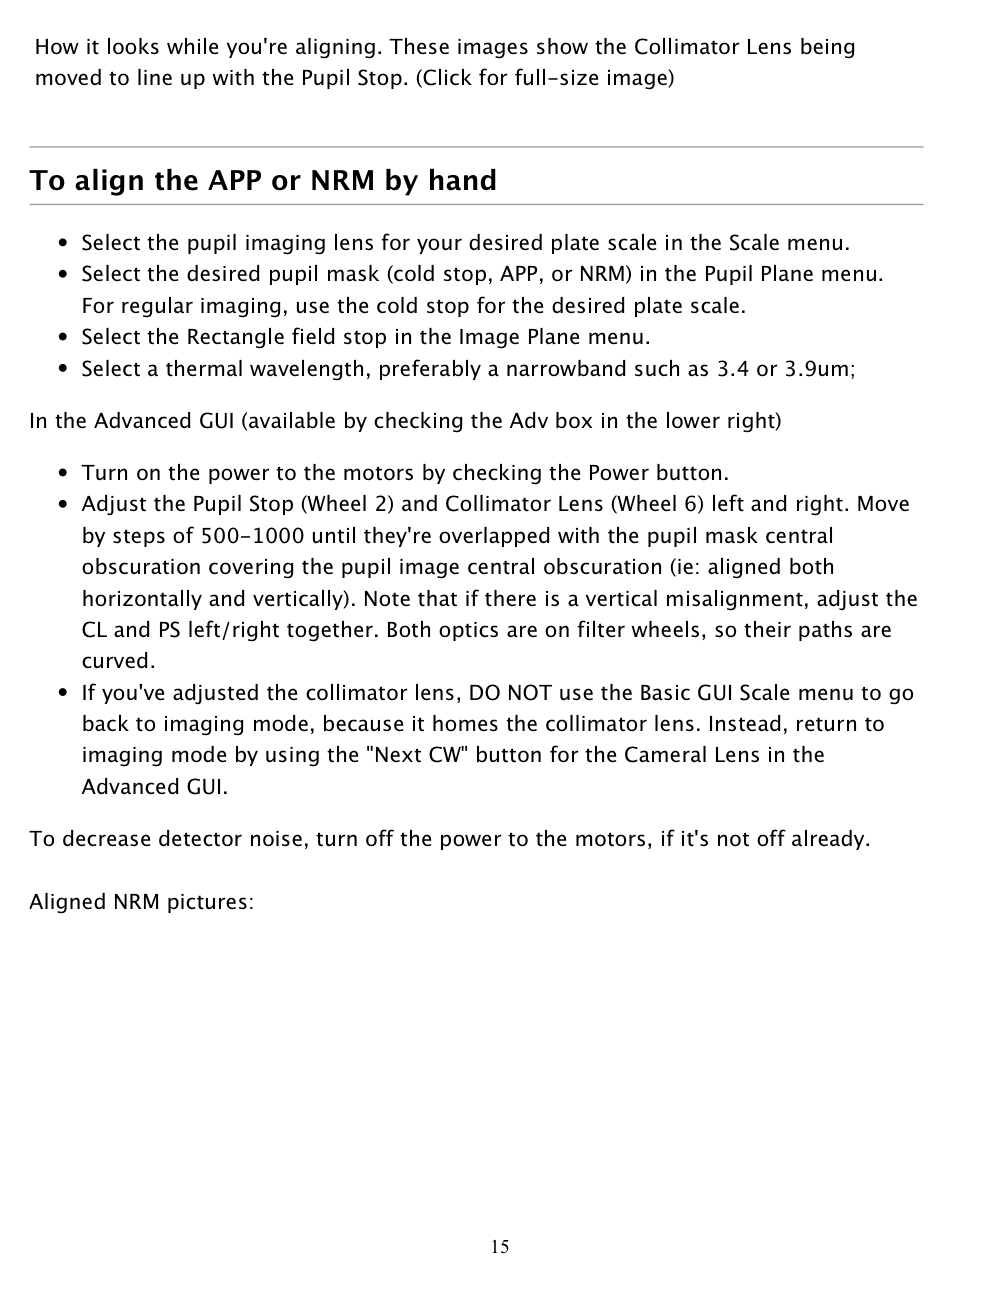 How it looks while you're aligning. These images show the Collimator Lens being
moved to line up with the Pupil Stop. (Click for full-size image)
To align the APP or NRM by hand
• Select the pupil imaging lens for your desired plate scale in the Scale menu.
• Select the desired pupil mask (cold stop, APP, or NRM) in the Pupil Plane menu.
For regular imaging, use the cold stop for the desired plate scale.
• Select the Rectangle field stop in the Image Plane menu.
• Select a thermal wavelength, preferably a narrowband such as 3.4 or 3.9um;
In the Advanced GUI (available by checking the Adv box in the lower right)
• Turn on the power to the motors by checking the Power button.
• Adjust the Pupil Stop (Wheel 2) and Collimator Lens (Wheel 6) left and right. Move
by steps of 500-1000 until they're overlapped with the pupil mask central
obscuration covering the pupil image central obscuration (ie: aligned both
horizontally and vertically). Note that if there is a vertical misalignment, adjust the
CL and PS left/right together. Both optics are on filter wheels, so their paths are
curved.
• If you've adjusted the collimator lens, DO NOT use the Basic GUI Scale menu to go
back to imaging mode, because it homes the collimator lens. Instead, return to
imaging mode by using the "Next CW" button for the Cameral Lens in the
Advanced GUI.
To decrease detector noise, turn off the power to the motors, if it's not off already.
Aligned NRM pictures:
15